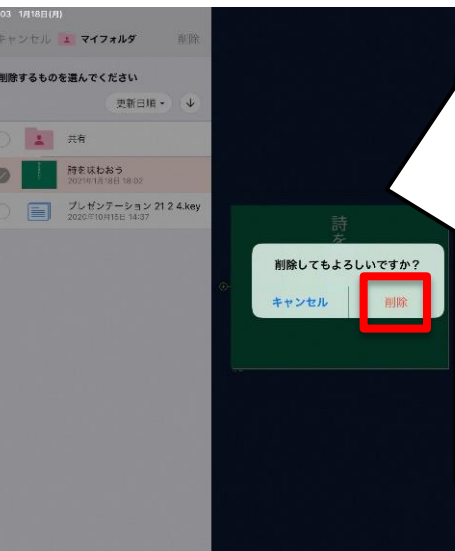 03 1月18日(月)
キャンセル マイフォルダ 削除
削除するものを選んでください
更新日順
共有
詩を味わおう
2021年1月18日 18:02
プレゼンテーション 21 2 4.key
2020年10月15日 14:37
詩を
削除してもよろしいですか？
キャンセル 削除